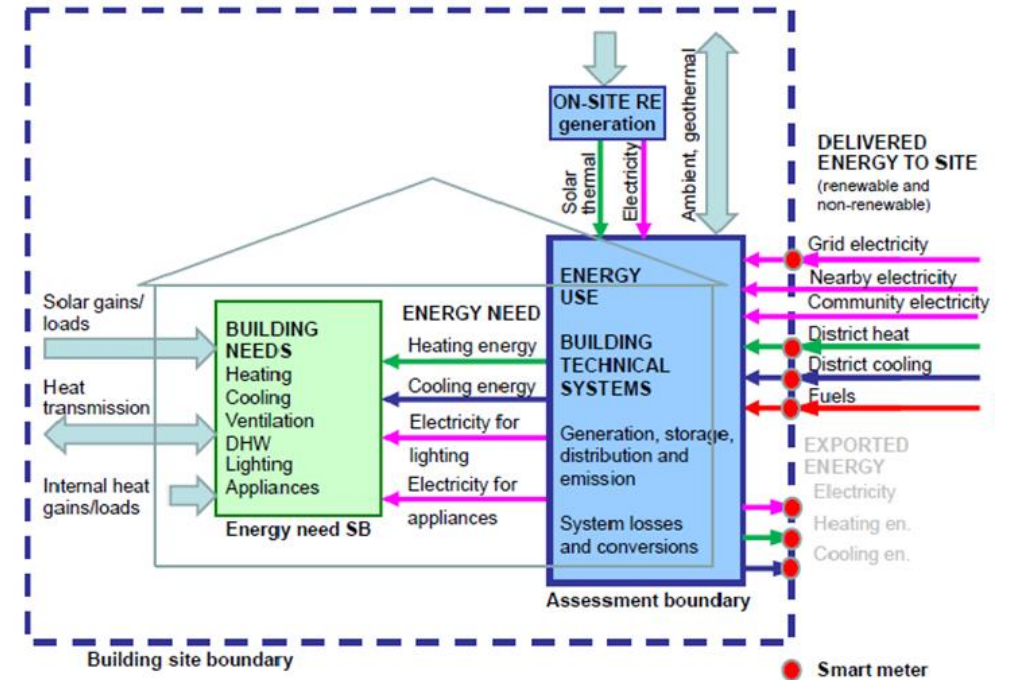 ON-SITE RE
generation
Solar
thermal
Electricity
Ambient, geothermal
DELIVERED
ENERGY TO SITE
(renewable and
non-renewable)
Grid electricity
Nearby electricity
Community electricity
District heat
District cooling
Fuels
EXPORTED
ENERGY
Electricity
Heating en.
Cooling en.
Solar gains/
loads
Heat
transmission
Internal heat
gains/loads
BUILDING
NEEDS
Heating
Cooling
Ventilation
DHW
Lighting
Appliances
Energy need SB
ENERGY NEED
Heating energy
Cooling energy
Electricity for
lighting
Electricity for
appliances
ENERGY
USE
BUILDING
TECHNICAL
SYSTEMS
Generation, storage,
distribution and
emission
System losses
and conversions
Assessment boundary
Building site boundary
Smart meter